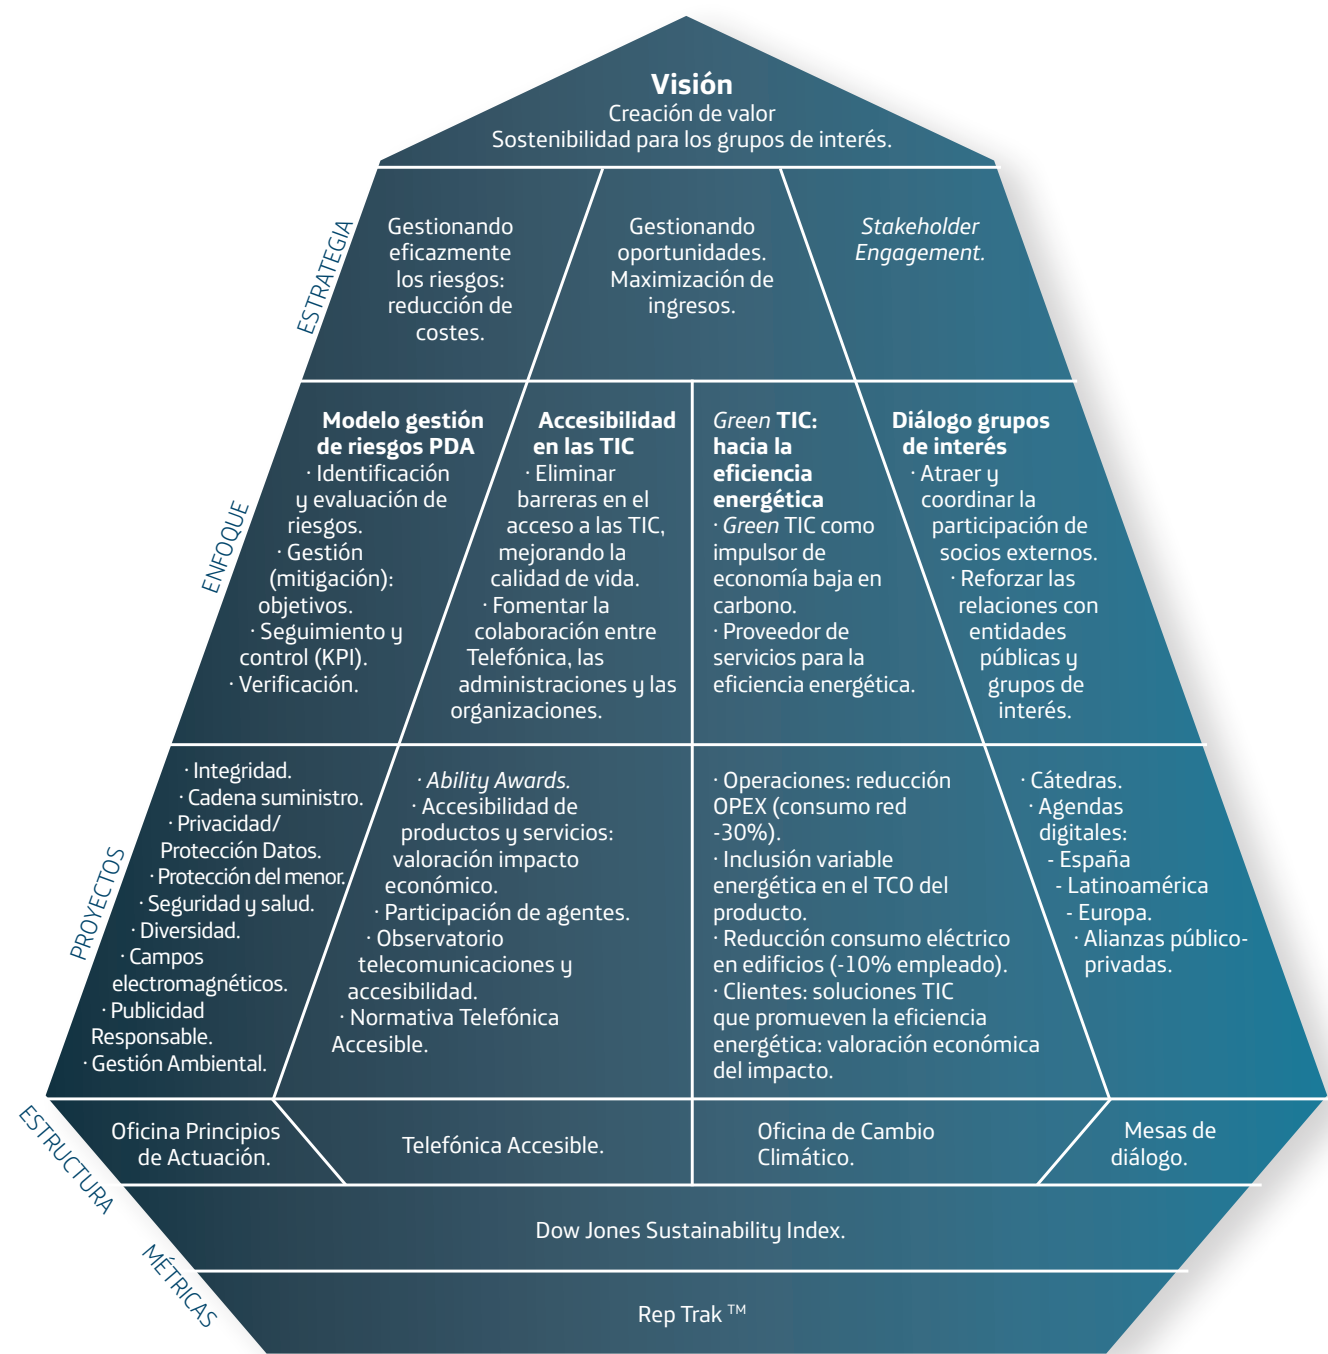 Visión
Creación de valor
Sostenibilidad para los grupos de interés.
ESTRATEGIA
Gestionando
eficazmente
los riesgos:
reducción de
costes.
Gestionando
oportunidades.
Maximización de
ingresos.
Stakeholder
Engagement.
ENFOQUE
Modelo gestión
de riesgos PDA
· Identificación
y evaluación de
riesgos.
· Gestión
(mitigación):
objetivos.
· Seguimiento y
control (KPI).
· Verificación.
Accesibilidad
en las TIC
· Eliminar
barreras en el
acceso a las TIC,
mejorando la
calidad de vida.
· Fomentar la
colaboración entre
Telefónica, las
administraciones y las
organizaciones.
Green TIC:
hacia la
eficiencia
energética
· Green TIC como
impulsor de
economía baja en
carbono.
· Proveedor de
servicios para la
eficiencia energética.
Diálogo grupos
de interés
· Atraer y
coordinar la
participación de
socios externos.
· Reforzar las
relaciones con
entidades
públicas y
grupos de
interés.
PROYECTOS
· Integridad.
· Cadena suministro.
· Privacidad/
Protección Datos.
· Protección del menor.
· Seguridad y salud.
· Diversidad.
· Campos
electromagnéticos.
· Publicidad
Responsable.
· Gestión Ambiental.
· Ability Awards.
· Accesibilidad de
productos y servicios:
valoración impacto
económico.
· Participación de agentes.
· Observatorio
telecomunicaciones y
accesibilidad.
· Normativa Telefónica
Accesible.
· Operaciones: reducción
OPEX (consumo red
-30%).
· Inclusión variable
energética en el TCO del
producto.
· Reducción consumo eléctrico
en edificios (-10% empleado).
· Clientes: soluciones TIC
que promueven la eficiencia
energética: valoración económica
del impacto.
· Cátedras.
· Agendas
digitales:
- España
- Latinoamérica
- Europa.
· Alianzas público-
privadas.
ESTRUCTURA
Oficina Principios
de Actuación.
Telefónica Accesible.
Oficina de Cambio
Climático.
Mesas de
diálogo.
MÉTRICAS
Dow Jones Sustainability Index.
Rep Trak ™